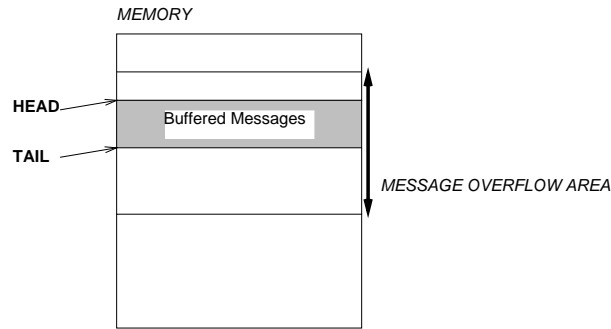 MEMORY
HEAD
Buffered Messages
TAIL
MESSAGE OVERFLOW AREA